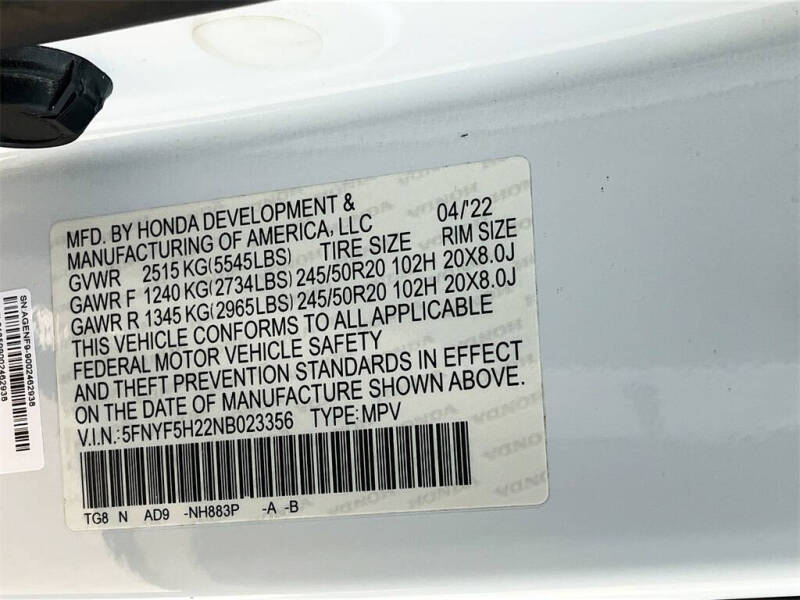 MFD. BY HONDA DEVELOPMENT & 04/'22
MANUFACTURING OF AMERICA, LLC
GVWR 2515 KG(5545LBS) TIRE SIZE RIM SIZE
GAWR F 1240 KG(2734LBS) 245/50R20 102H 20X8.0J
GAWR R 1345 KG(2965LBS) 245/50R20 102H 20X8.0J
THIS VEHICLE CONFORMS TO ALL APPLICABLE
FEDERAL MOTOR VEHICLE SAFETY
AND THEFT PREVENTION STANDARDS IN EFFECT
ON THE DATE OF MANUFACTURE SHOWN ABOVE.
V.I.N.:5FNYF5H22NB023356 TYPE:MPV
TG8 N AD9 -NH883P -A -B
SN:AGENF9-9002462938